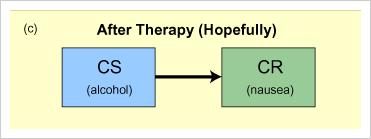 (c) After Therapy (Hopefully)
CS CR
(alcohol) (nausea)